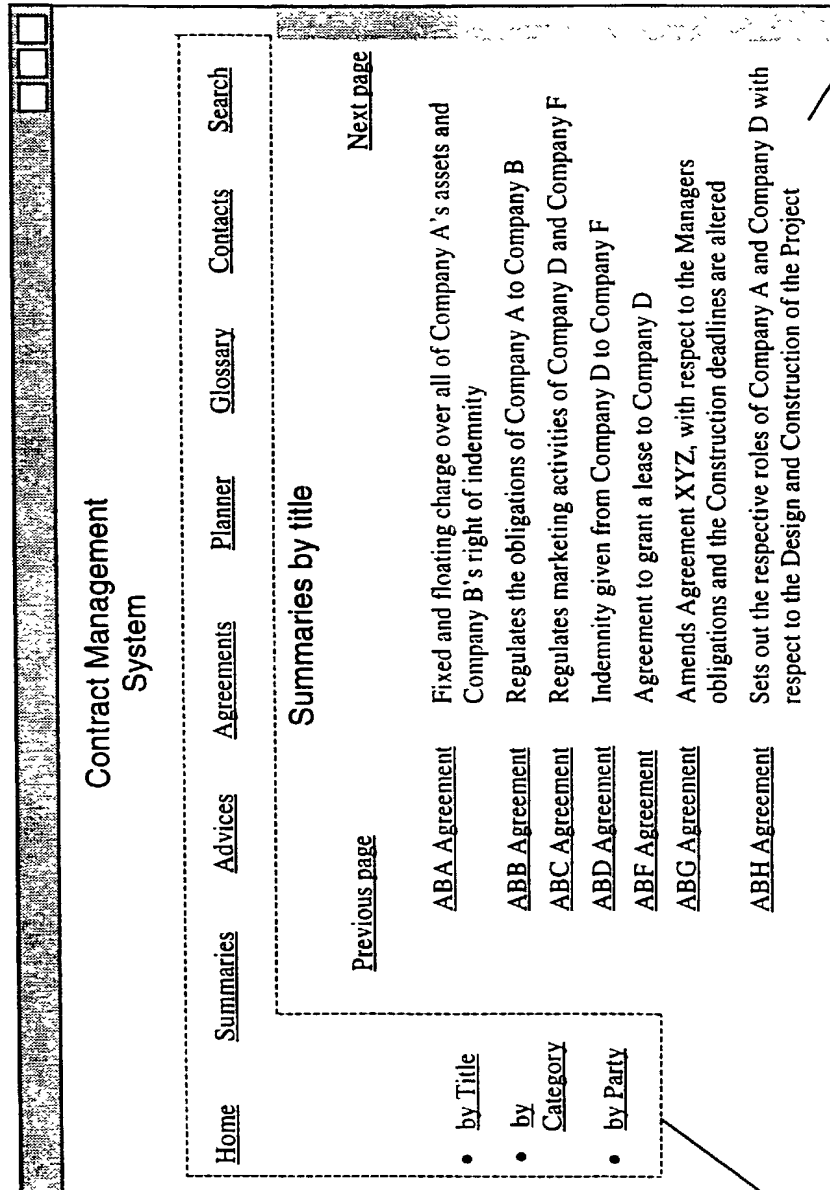 Contract Management
System
Home Summaries Advices Agreements Planner Glossary Contacts Search
• by Title
• by
Category
• by Party
Summaries by title
Previous page Next page
ABA Agreement Fixed and floating charge over all of Company A's assets and
Company B's right of indemnity
ABB Agreement Regulates the obligations of Company A to Company B
ABC Agreement Regulates marketing activities of Company D and Company F
ABD Agreement Indemnity given from Company D to Company F
ABF Agreement Agreement to grant a lease to Company D
ABG Agreement Amends Agreement XYZ, with respect to the Managers
obligations and the Construction deadlines are altered
ABH Agreement Sets out the respective roles of Company A and Company D with
respect to the Design and Construction of the Project